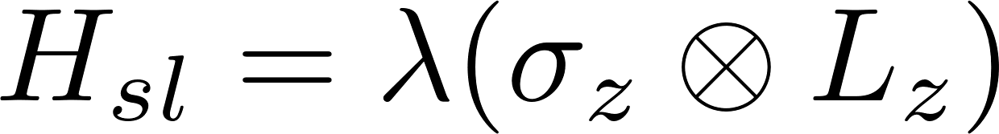 H_{sl} = λ(σ_z ⊗ L_z)